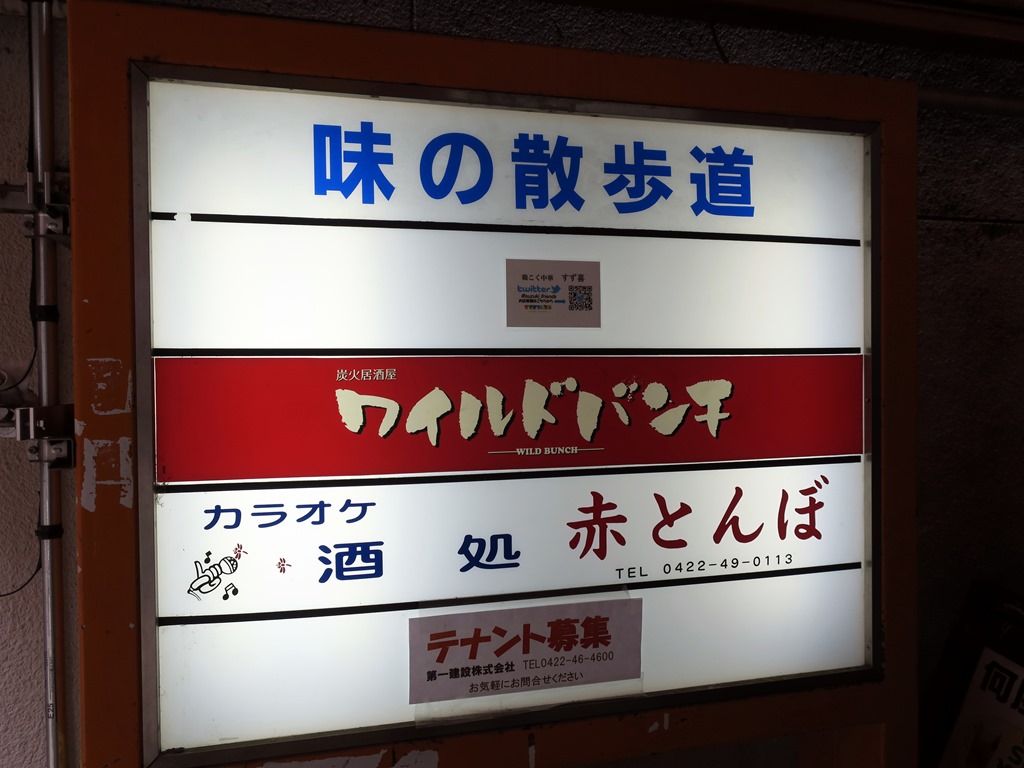 味の散歩道
twitter
炭火居酒屋
ワイルドバンチ
WILD BUNCH
カラオケ
酒 処 赤とんぼ
TEL 0422-49-0113
テナント募集
第一建設株式会社 TEL0422-46-4600
お気軽にお問合せください